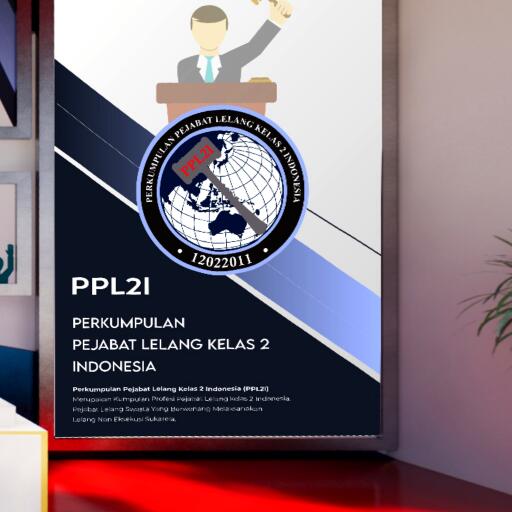 PERKUMPULAN PEJABAT LELANG KELAS 2 INDONESIA
PPL2I
• 12022011 •
PPL2I
PERKUMPULAN
PEJABAT LELANG KELAS 2
INDONESIA
Perkumpulan Pejabat Lelang Kelas 2 Indonesia (PPL2I)
Merupakan Kumpulan Profesi Pejabat Lelang kelas 2 Indonesia,
Pejabat Lelang Swasta Yang Berwenang Melaksanakan
Lelang Non Eksekusi Sukarela,